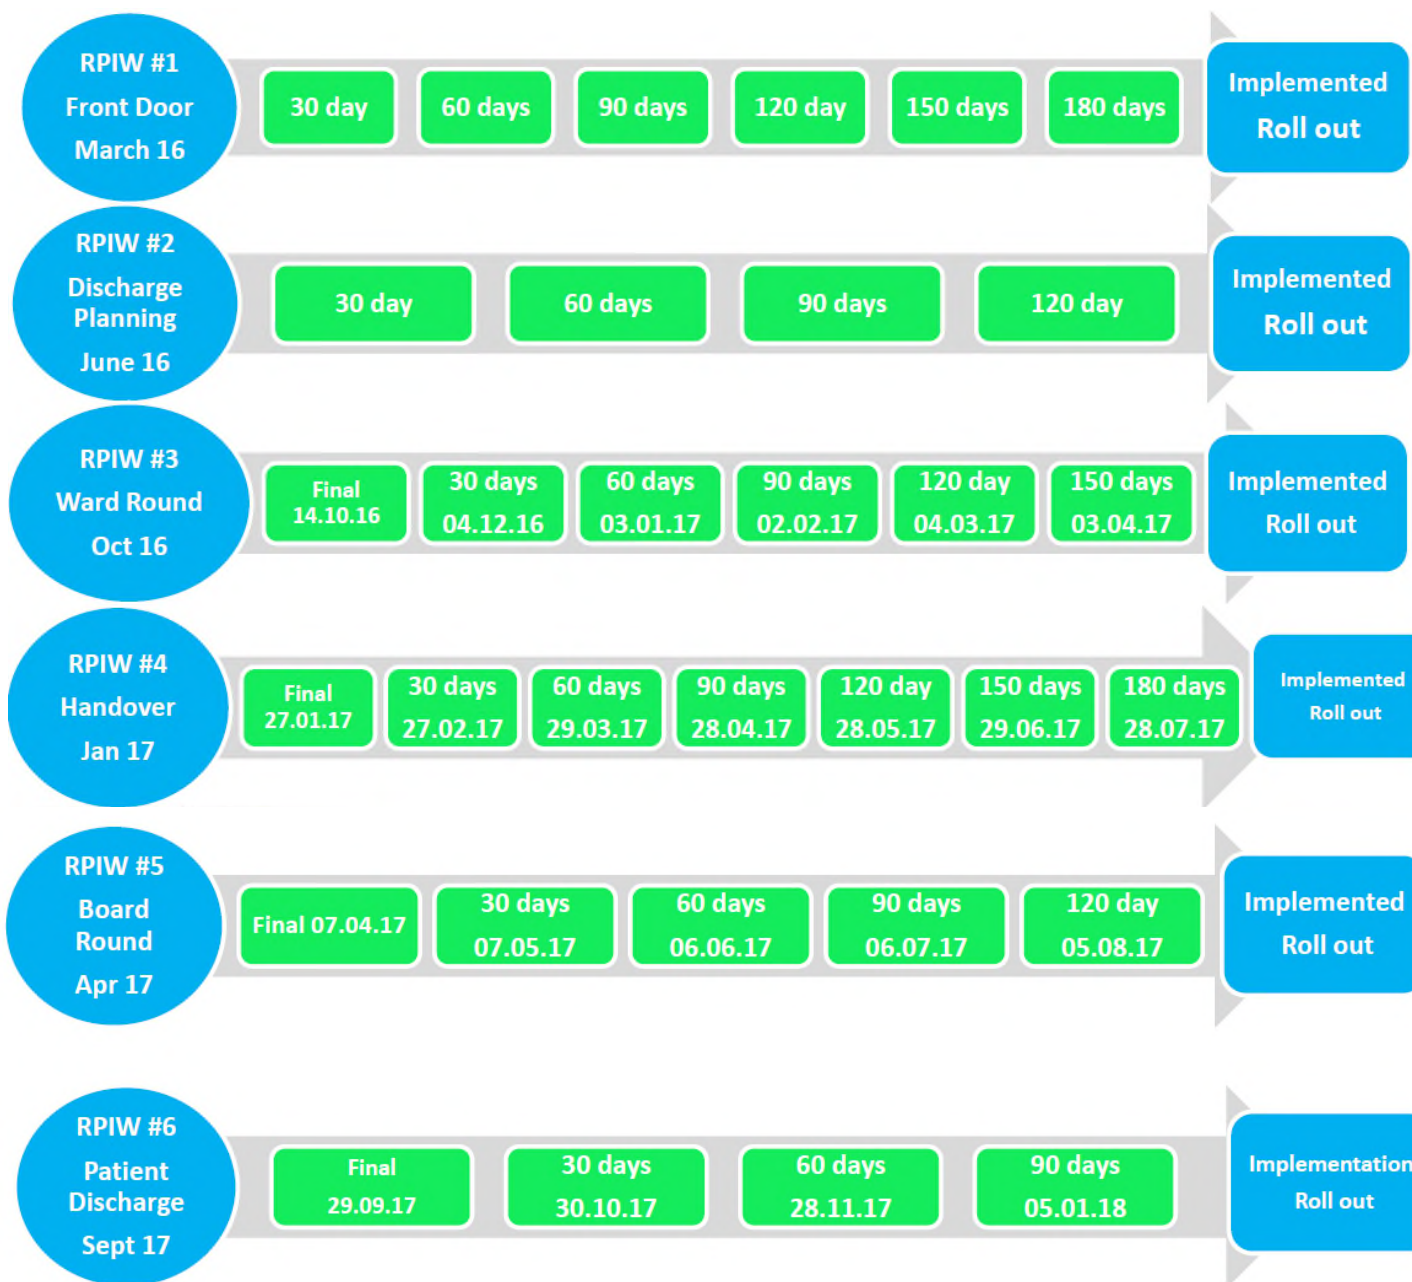 RPIW #1
Front Door
March 16
30 day
60 days
90 days
120 day
150 days
180 days
Implemented
Roll out
RPIW #2
Discharge
Planning
June 16
30 day
60 days
90 days
120 day
Implemented
Roll out
RPIW #3
Ward Round
Oct 16
Final
14.10.16
30 days
04.12.16
60 days
03.01.17
90 days
02.02.17
120 day
04.03.17
150 days
03.04.17
Implemented
Roll out
RPIW #4
Handover
Jan 17
Final
27.01.17
30 days
27.02.17
60 days
29.03.17
90 days
28.04.17
120 day
28.05.17
150 days
29.06.17
180 days
28.07.17
Implemented
Roll out
RPIW #5
Board
Round
Apr 17
Final 07.04.17
30 days
07.05.17
60 days
06.06.17
90 days
06.07.17
120 day
05.08.17
Implemented
Roll out
RPIW #6
Patient
Discharge
Sept 17
Final
29.09.17
30 days
30.10.17
60 days
28.11.17
90 days
05.01.18
Implementation
Roll out